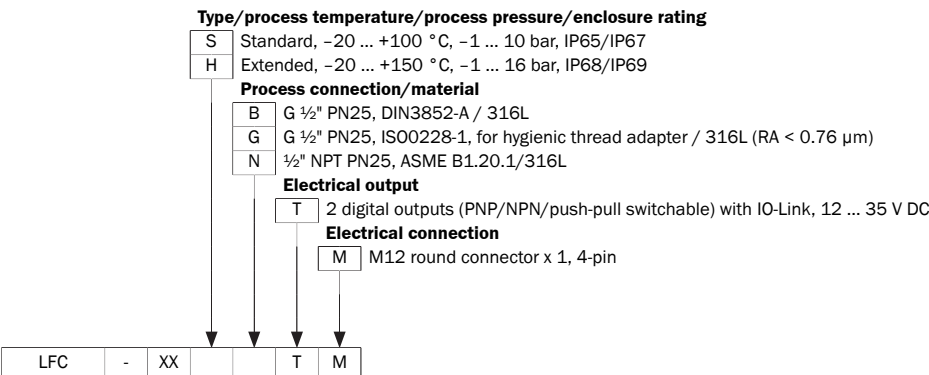 Type/process temperature/process pressure/enclosure rating
S Standard, –20 ... +100 °C, –1 ... 10 bar, IP65/IP67
H Extended, –20 ... +150 °C, –1 ... 16 bar, IP68/IP69
Process connection/material
B G ½" PN25, DIN3852-A / 316L
G G ½" PN25, ISO0228-1, for hygienic thread adapter / 316L (RA < 0.76 µm)
N ½" NPT PN25, ASME B1.20.1/316L
Electrical output
T 2 digital outputs (PNP/NPN/push-pull switchable) with IO-Link, 12 ... 35 V DC
Electrical connection
M M12 round connector x 1, 4-pin
LFC - XX T M